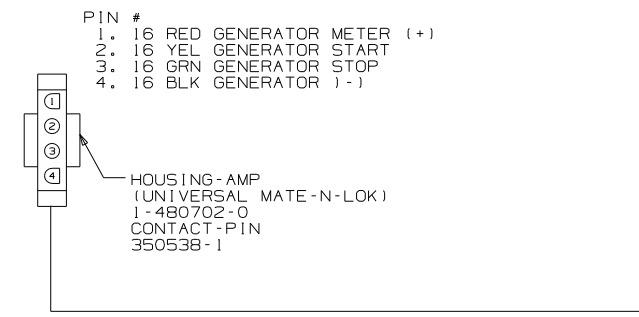 PIN #
1. 16 RED GENERATOR METER (+)
2. 16 YEL GENERATOR START
3. 16 GRN GENERATOR STOP
4. 16 BLK GENERATOR )-)
1
2
3
4
HOUSING-AMP
(UNIVERSAL MATE-N-LOK)
1-480702-0
CONTACT-PIN
350538-1